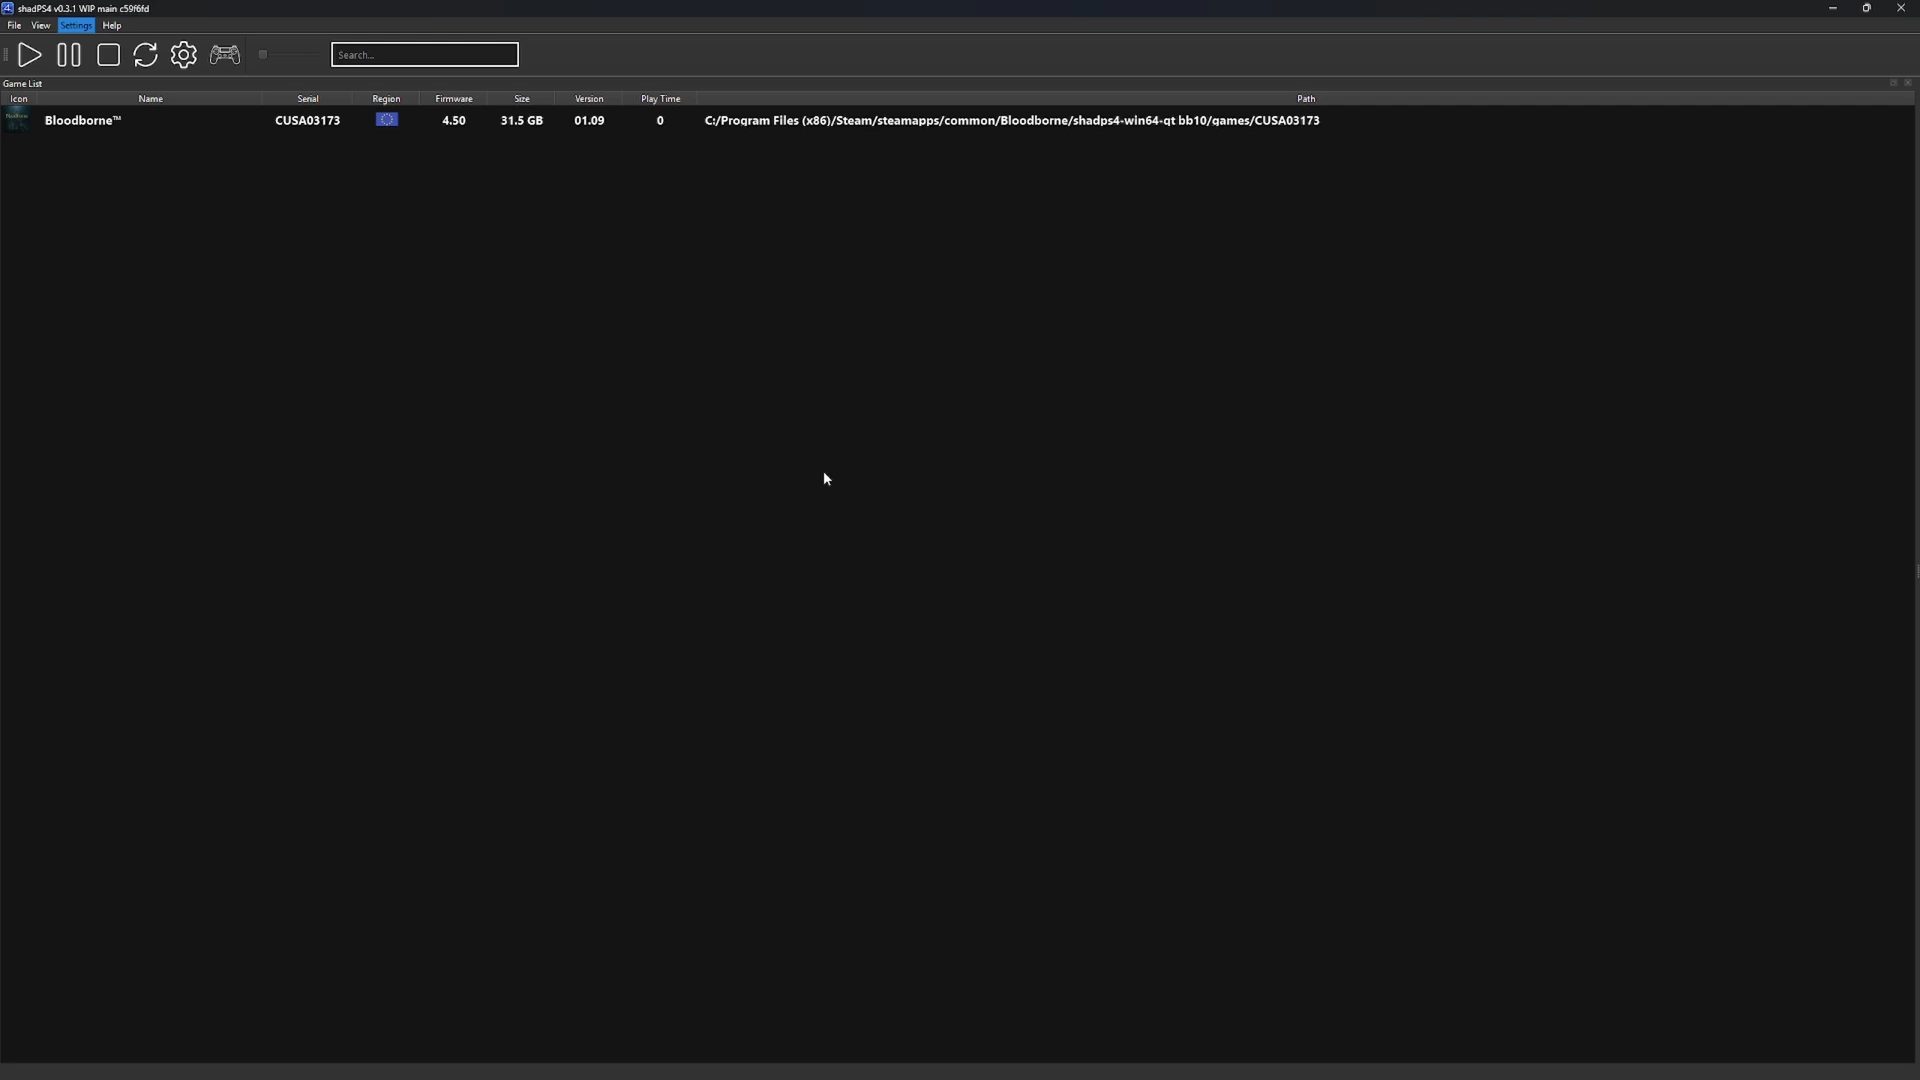 shadPS4 v0.3.1 WIP main c59f6fd
File View Settings Help
Search...
Game List
Icon Name Serial Region Firmware Size Version Play Time Path
Bloodborne™ CUSA03173 4.50 31.5 GB 01.09 0 C:/Program Files (x86)/Steam/steamapps/common/Bloodborne/shadps4-win64-qt bb10/games/CUSA03173